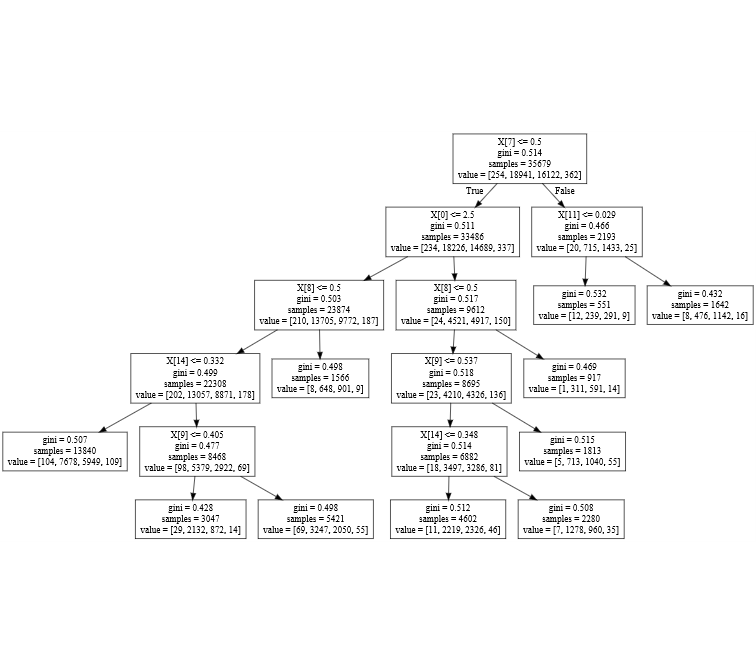 X[7] <= 0.5
gini = 0.514
samples = 35679
value = [254, 18941, 16122, 362]
True
False
X[0] <= 2.5
gini = 0.511
samples = 33486
value = [234, 18226, 14689, 337]
X[11] <= 0.029
gini = 0.466
samples = 2193
value = [20, 715, 1433, 25]
X[8] <= 0.5
gini = 0.503
samples = 23874
value = [210, 13705, 9772, 187]
X[8] <= 0.5
gini = 0.517
samples = 9612
value = [24, 4521, 4917, 150]
gini = 0.532
samples = 551
value = [12, 239, 291, 9]
gini = 0.432
samples = 1642
value = [8, 476, 1142, 16]
X[14] <= 0.332
gini = 0.499
samples = 22308
value = [202, 13057, 8871, 178]
gini = 0.498
samples = 1566
value = [8, 648, 901, 9]
X[9] <= 0.537
gini = 0.518
samples = 8695
value = [23, 4210, 4326, 136]
gini = 0.469
samples = 917
value = [1, 311, 591, 14]
gini = 0.507
samples = 13840
value = [104, 7678, 5949, 109]
X[9] <= 0.405
gini = 0.477
samples = 8468
value = [98, 5379, 2922, 69]
X[14] <= 0.348
gini = 0.514
samples = 6882
value = [18, 3497, 3286, 81]
gini = 0.515
samples = 1813
value = [5, 713, 1040, 55]
gini = 0.428
samples = 3047
value = [29, 2132, 872, 14]
gini = 0.498
samples = 5421
value = [69, 3247, 2050, 55]
gini = 0.512
samples = 4602
value = [11, 2219, 2326, 46]
gini = 0.508
samples = 2280
value = [7, 1278, 960, 35]